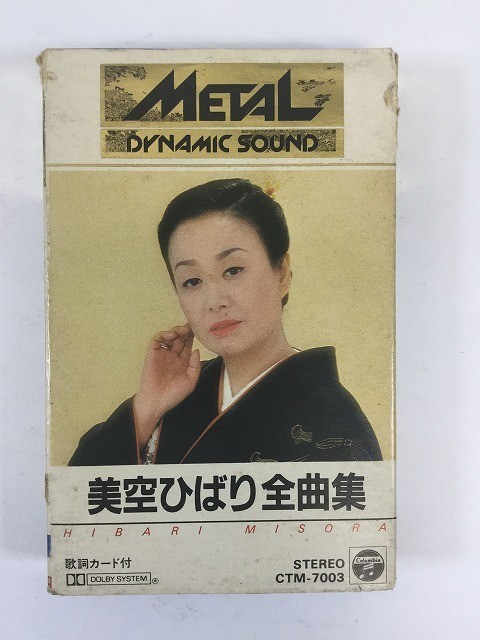 METAL
DYNAMIC SOUND
美空ひばり全曲集
HIBARI MISORA
歌詞カード付
DOLBY SYSTEM ®
STEREO
CTM-7003
Columbia